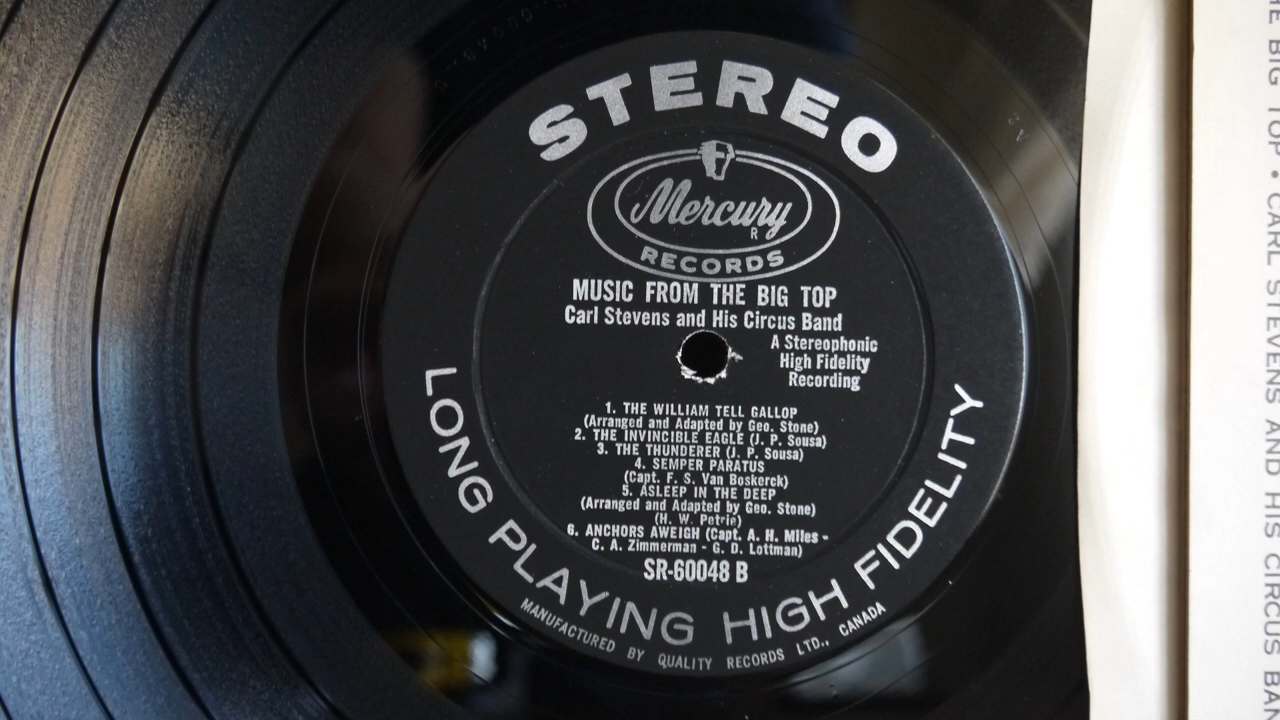 STEREO
Mercury
R
RECORDS
MUSIC FROM THE BIG TOP
Carl Stevens and His Circus Band
A Stereophonic
High Fidelity
Recording
1. THE WILLIAM TELL GALLOP
(Arranged and Adapted by Geo. Stone)
2. THE INVINCIBLE EAGLE (J. P. Sousa)
3. THE THUNDERER (J. P. Sousa)
4. SEMPER PARATUS
(Capt. F. S. Van Boskerck)
5. ASLEEP IN THE DEEP
(Arranged and Adapted by Geo. Stone)
(H. W. Petrie)
6. ANCHORS AWEIGH (Capt. A. H. Miles -
C. A. Zimmerman - G. D. Lottman)
SR-60048 B
LONG PLAYING HIGH FIDELITY
MANUFACTURED BY QUALITY RECORDS LTD., CANADA
BIG TOP • CARL STEVENS AND HIS CIRCUS